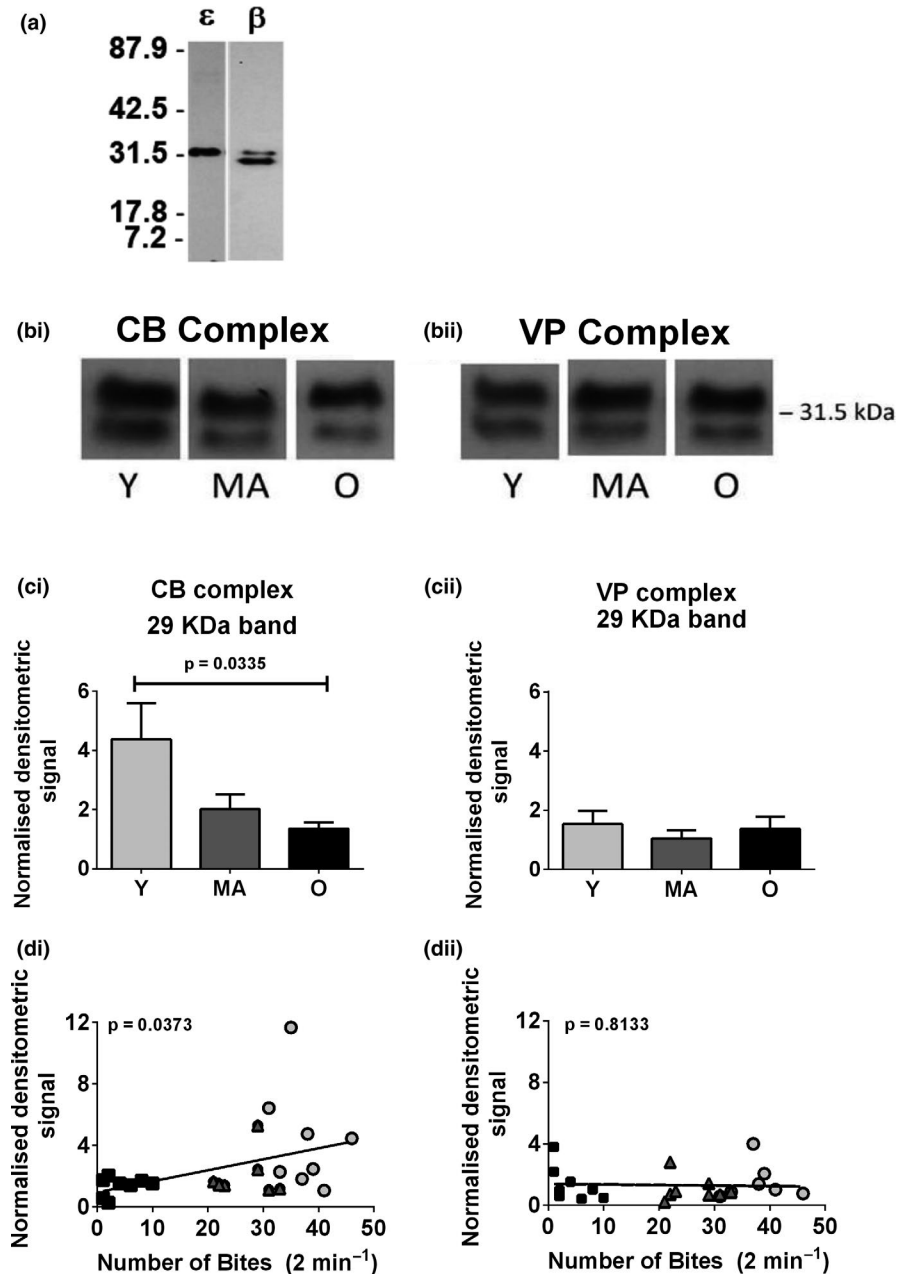 (a)
ε β
87.9 -
42.5 -
31.5 -
17.8 -
7.2 -
(bi) CB Complex
Y MA O
(bii) VP Complex
– 31.5 kDa
Y MA O
(ci) CB complex
29 KDa band
p = 0.0335
Normalised densitometric
signal
6
4
2
0
Y MA O
(cii) VP complex
29 KDa band
Normalised densitometric
signal
6
4
2
0
Y MA O
(di)
p = 0.0373
Normalised densitometric
signal
12
8
4
0
0 10 20 30 40 50
Number of Bites (2 min⁻¹)
(dii)
p = 0.8133
Normalised densitometric
signal
12
8
4
0
0 10 20 30 40 50
Number of Bites (2 min⁻¹)